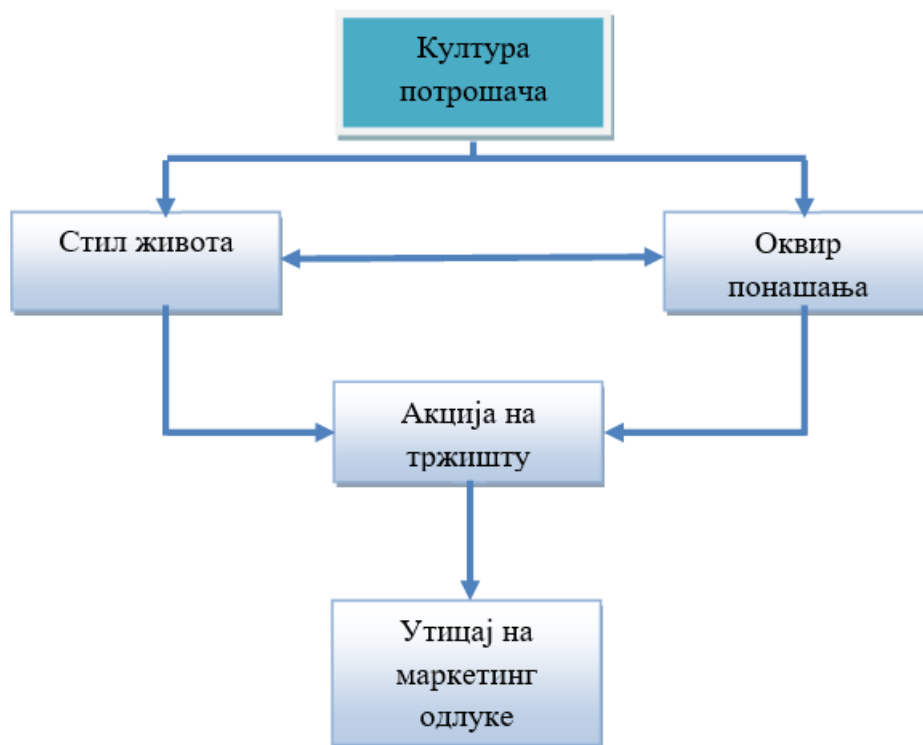 Култура
потрошача
Стил живота
Оквир
понашања
Акција на
тржишту
Утицај на
маркетинг
одлуке